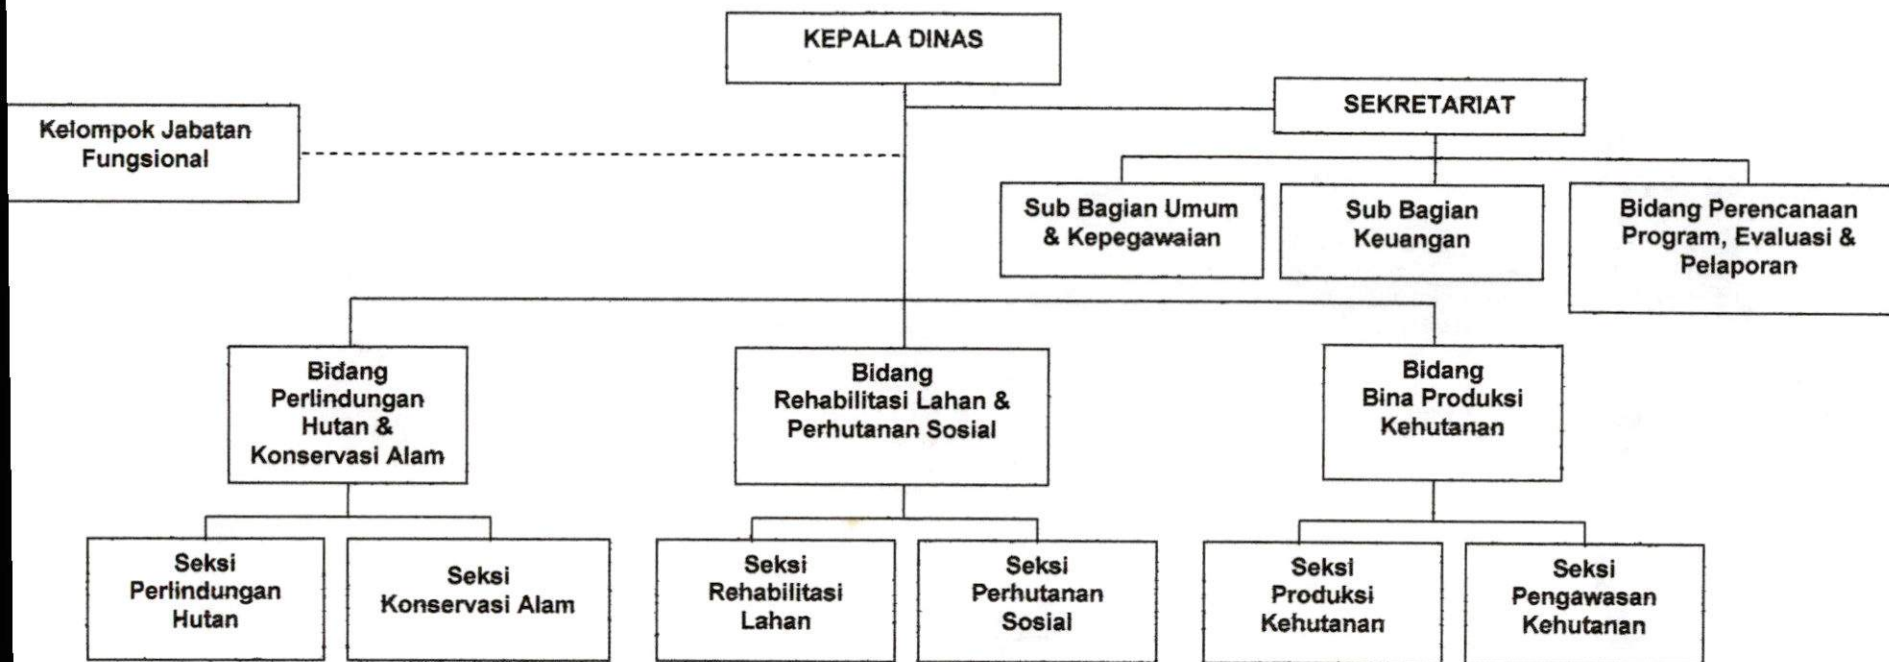 KEPALA DINAS
SEKRETARIAT
Kelompok Jabatan
Fungsional
Sub Bagian Umum
& Kepegawaian
Sub Bagian
Keuangan
Bidang Perencanaan
Program, Evaluasi &
Pelaporan
Bidang
Perlindungan
Hutan &
Konservasi Alam
Bidang
Rehabilitasi Lahan &
Perhutanan Sosial
Bidang
Bina Produksi
Kehutanan
Seksi
Perlindungan
Hutan
Seksi
Konservasi Alam
Seksi
Rehabilitasi
Lahan
Seksi
Perhutanan
Sosial
Seksi
Produksi
Kehutanan
Seksi
Pengawasan
Kehutanan